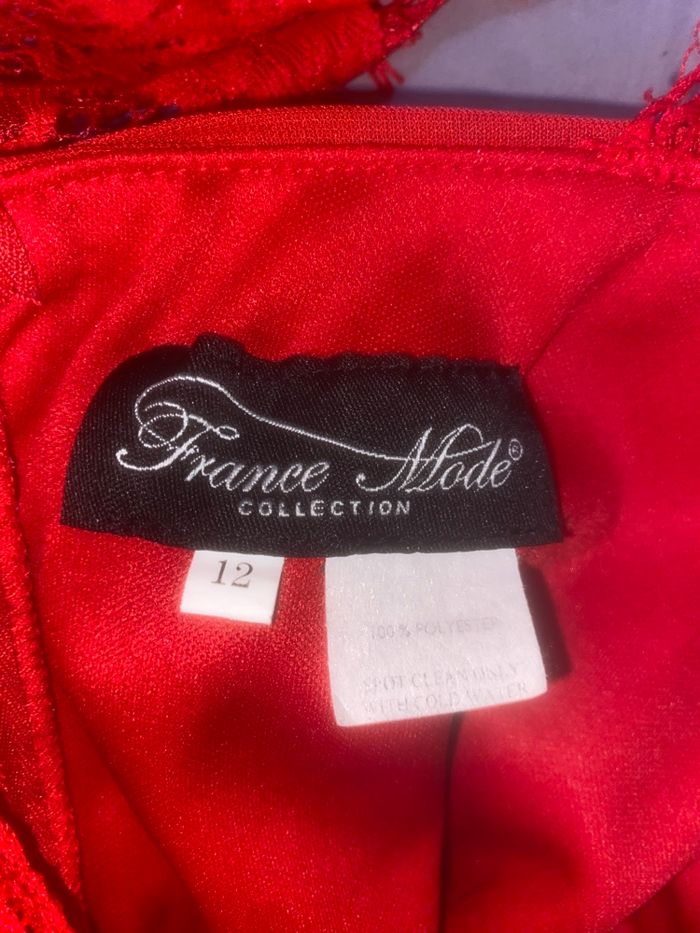 France Mode®
COLLECTION
12
100% POLYESTER
SPOT CLEAN ONLY
WITH COLD WATER